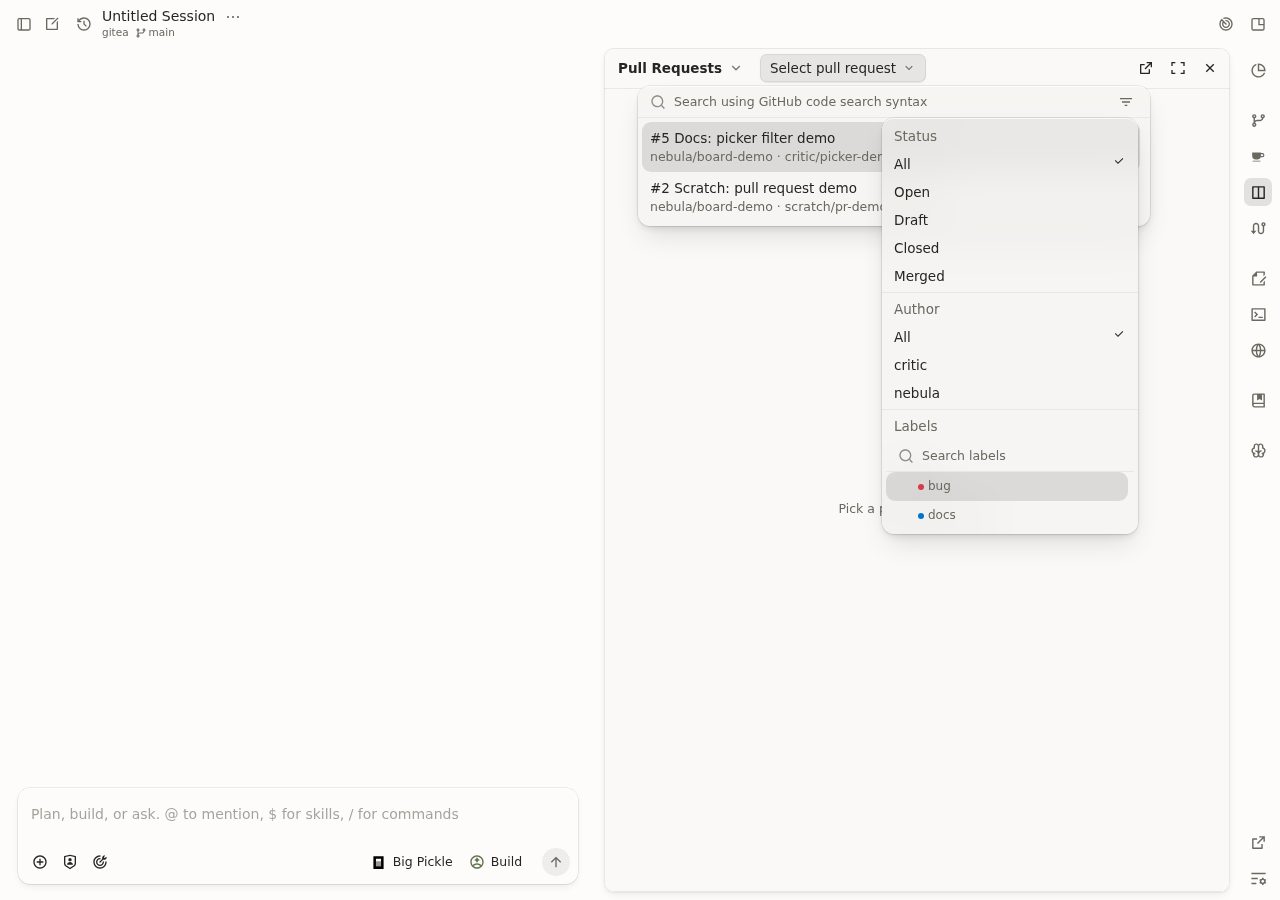 Untitled Session
gitea main
Pull Requests
Select pull request
Search using GitHub code search syntax
#5 Docs: picker filter demo
nebula/board-demo · critic/picker-der
#2 Scratch: pull request demo
nebula/board-demo · scratch/pr-demo
Status
All
Open
Draft
Closed
Merged
Author
All
critic
nebula
Labels
Search labels
bug
docs
Pick a
Plan, build, or ask. @ to mention, $ for skills, / for commands
Big Pickle
Build